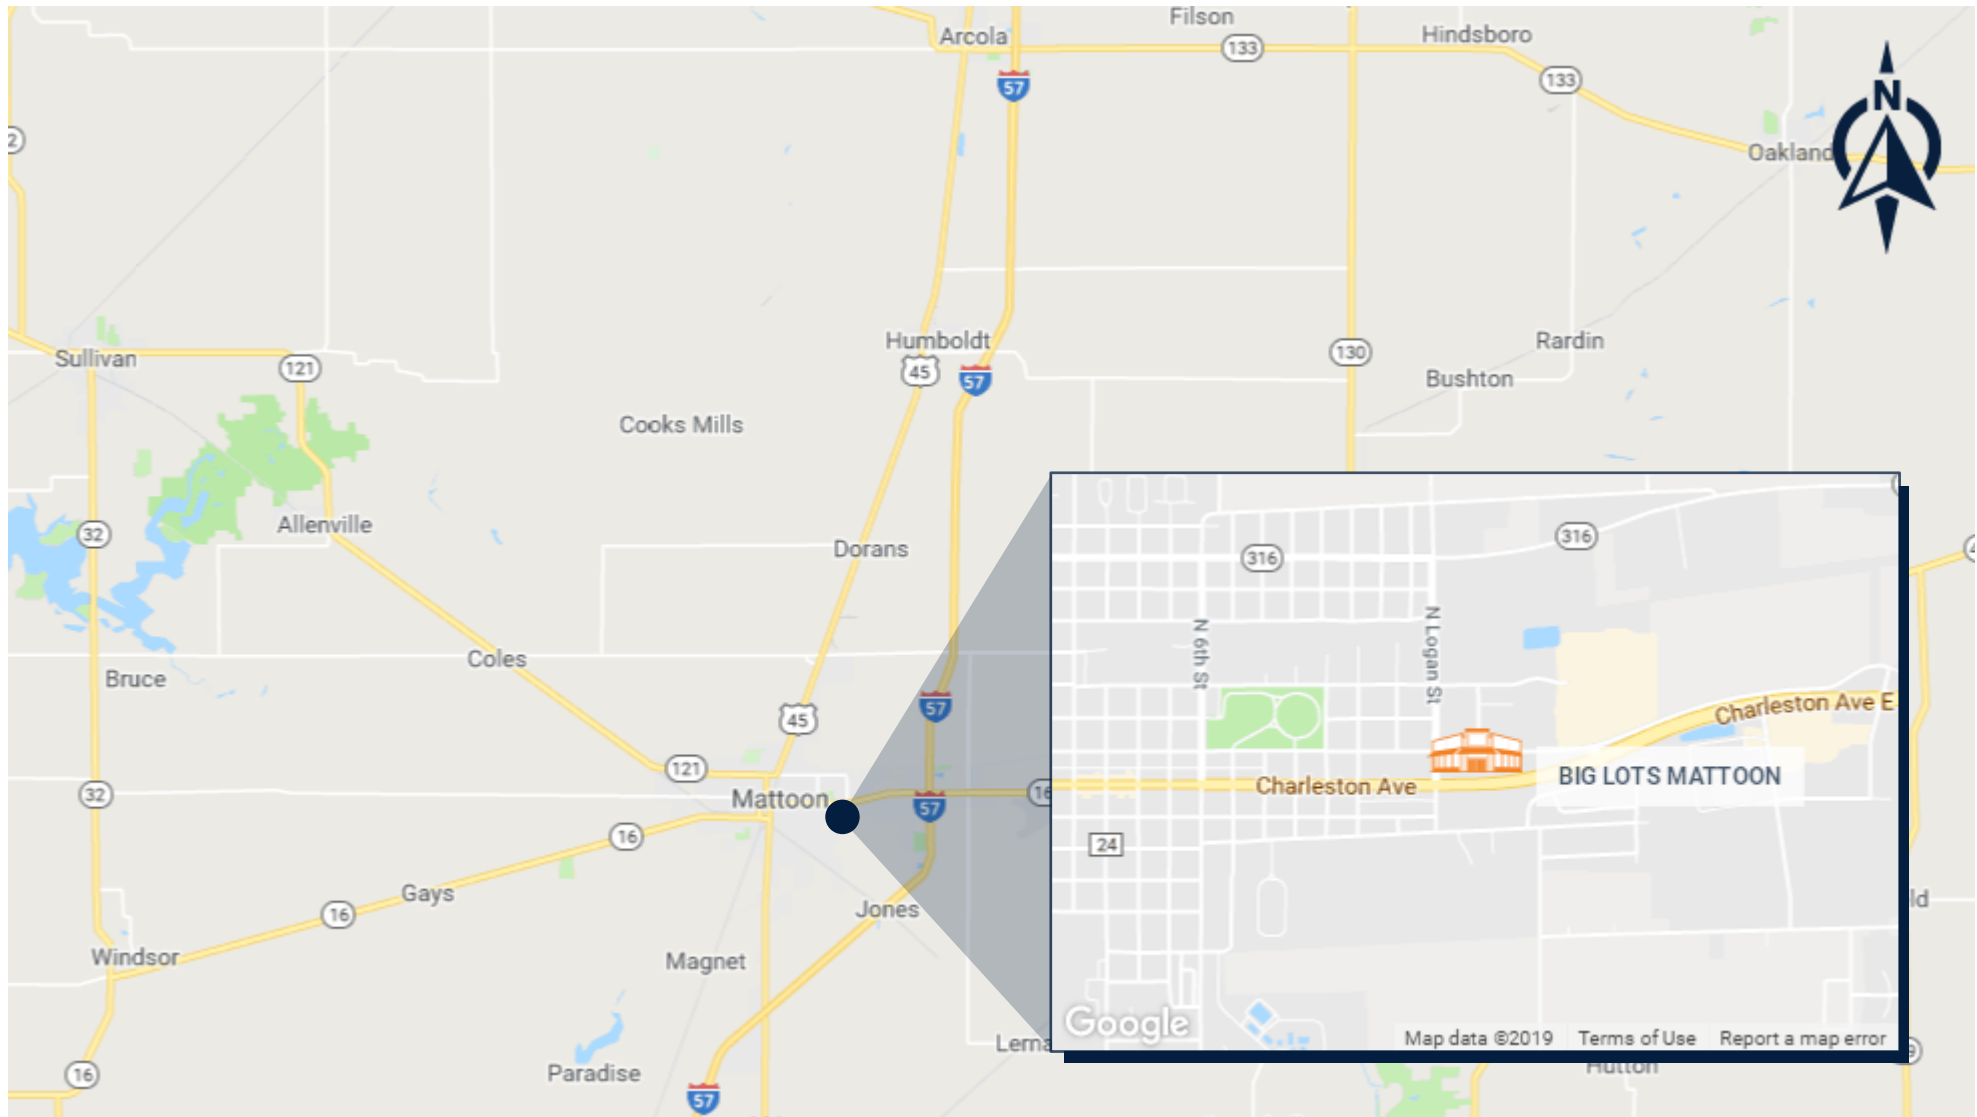 Filson
Arcola
133
Hindsboro
57
133
N
Oakland
Humboldt
45
57
130
Rardin
Sullivan
121
Bushton
Cooks Mills
32
Allenville
Dorans
316
316
N 6th St
N Logan St
Coles
Bruce
57
45
Charleston Ave E
121
Mattoon
57
16
32
16
Charleston Ave
BIG LOTS MATTOON
24
Gays
16
Jones
Windsor
Magnet
Google
Map data ©2019
Terms of Use
Report a map error
Paradise
16
57
Hutton